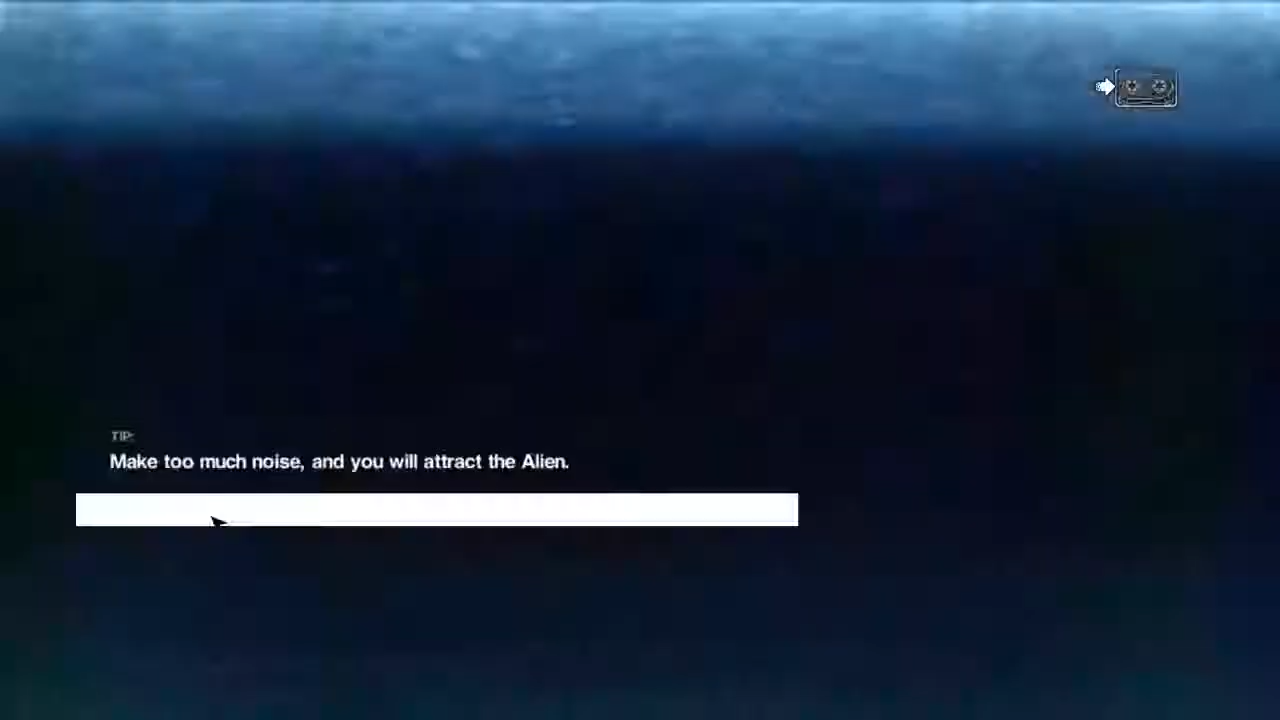 TIP:
Make too much noise, and you will attract the Alien.